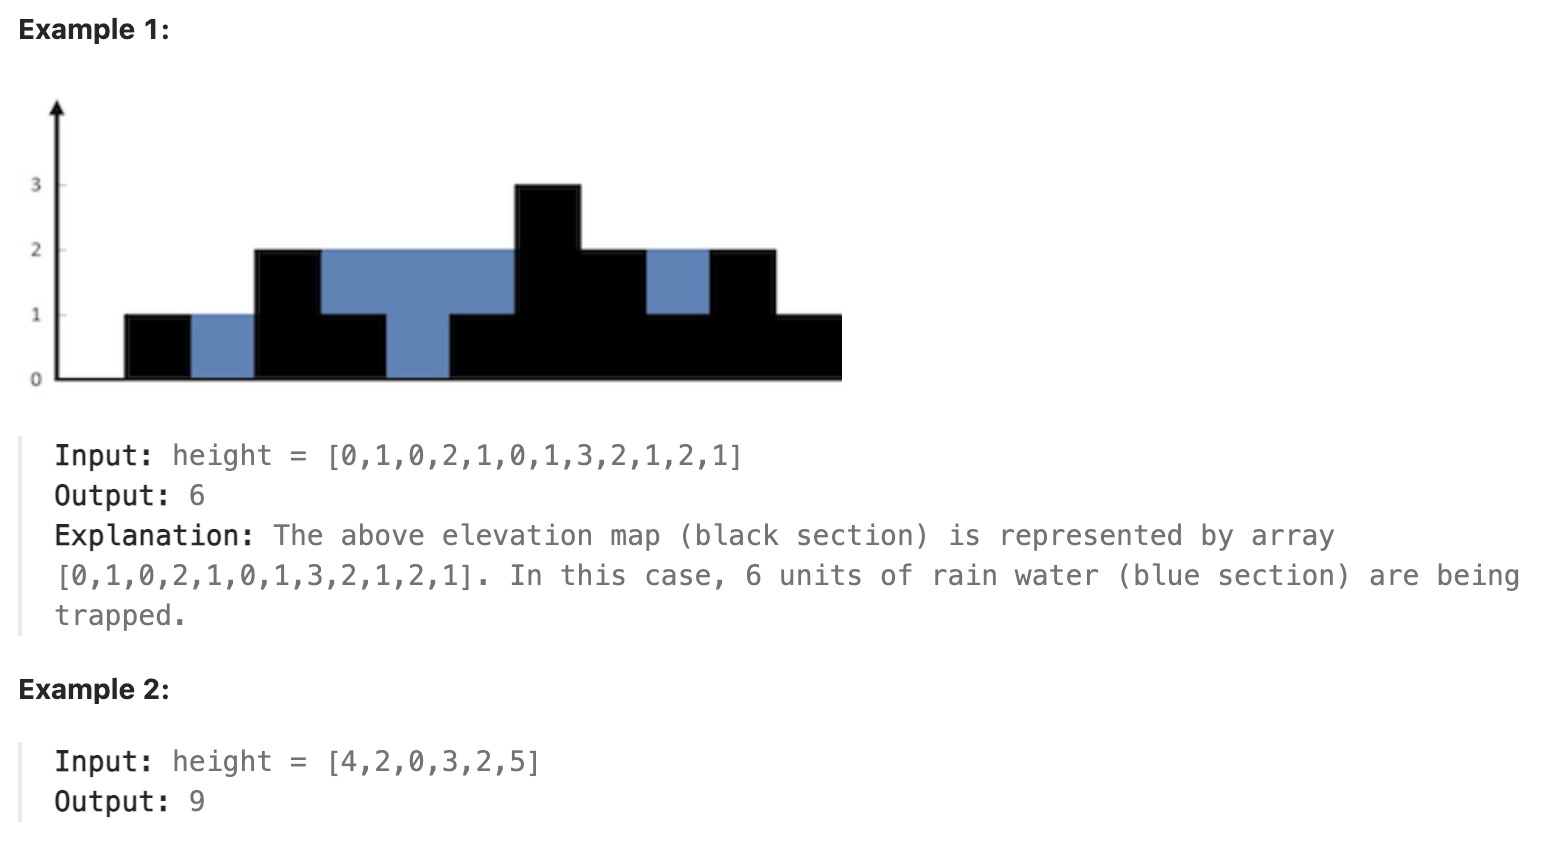 Example 1:
3
2
1
0
Input: height = [0,1,0,2,1,0,1,3,2,1,2,1]
Output: 6
Explanation: The above elevation map (black section) is represented by array
[0,1,0,2,1,0,1,3,2,1,2,1]. In this case, 6 units of rain water (blue section) are being
trapped.
Example 2:
Input: height = [4,2,0,3,2,5]
Output: 9